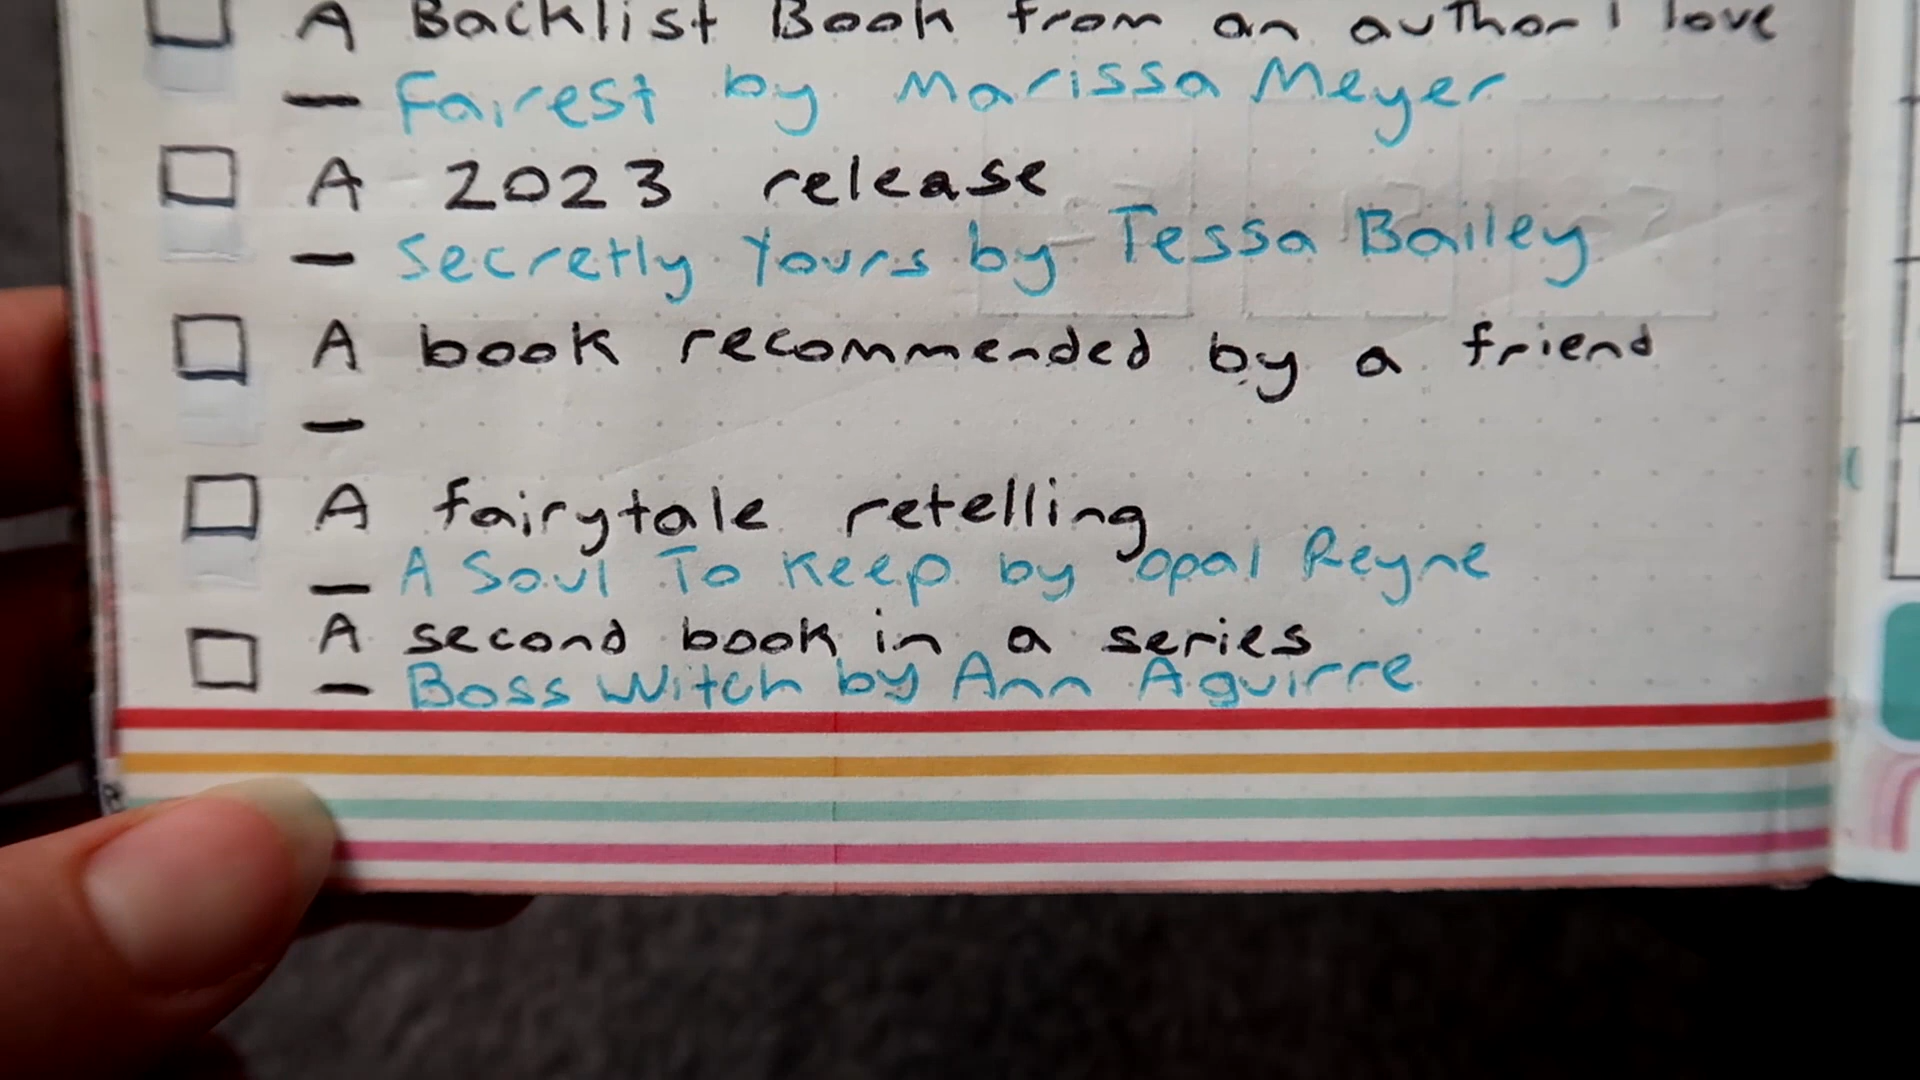 A Backlist Book from an author I love
— Fairest by Marissa Meyer
A 2023 release
— Secretly Yours by Tessa Bailey
A book recommended by a friend
—
A fairytale retelling
— A Soul To Keep by Opal Reyne
A second book in a series
— Boss Witch by Ann Aguirre